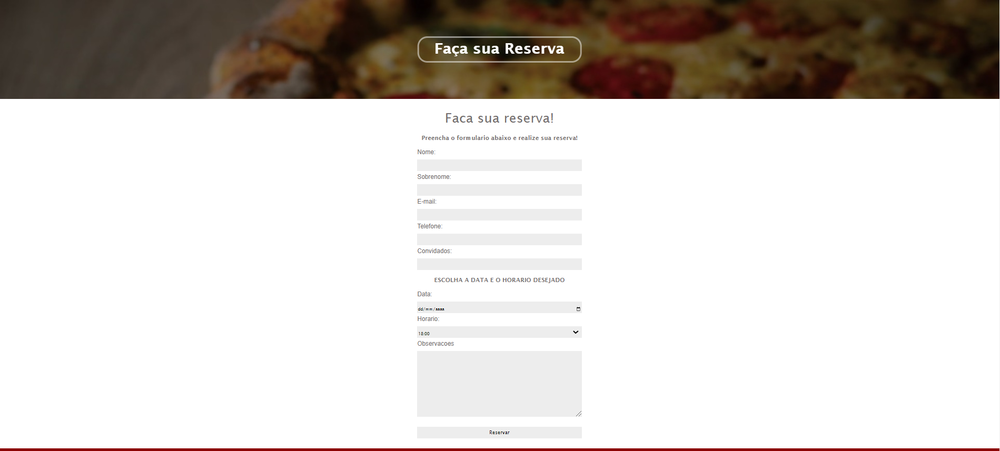 Faça sua Reserva
Faca sua reserva!
Preencha o formulario abaixo e realize sua reserva!
Nome:
Sobrenome:
E-mail:
Telefone:
Convidados:
ESCOLHA A DATA E O HORARIO DESEJADO
Data:
dd/mm/aaaa
Horario:
18:00
Observacoes
Reservar